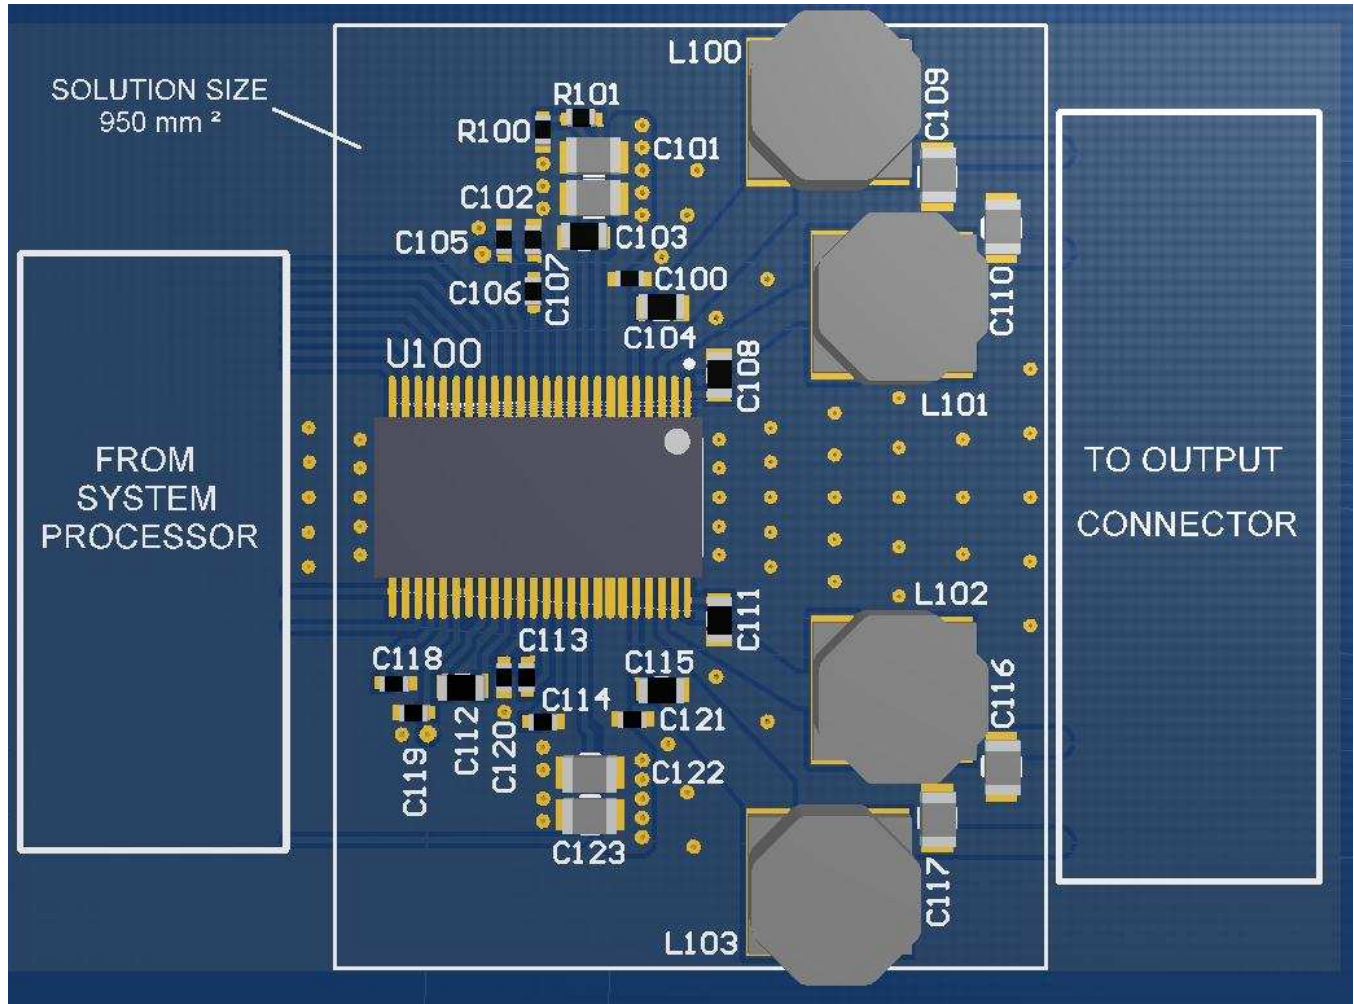 L100
SOLUTION SIZE
950 mm ²
R101
R100
C109
C101
C102
C105
C103
C106
C107
C100
C110
C104
U100
C108
L101
FROM
SYSTEM
PROCESSOR
TO OUTPUT
CONNECTOR
L102
C111
C113
C118
C115
C116
C114
C121
C112
C120
C119
C122
C123
C117
L103